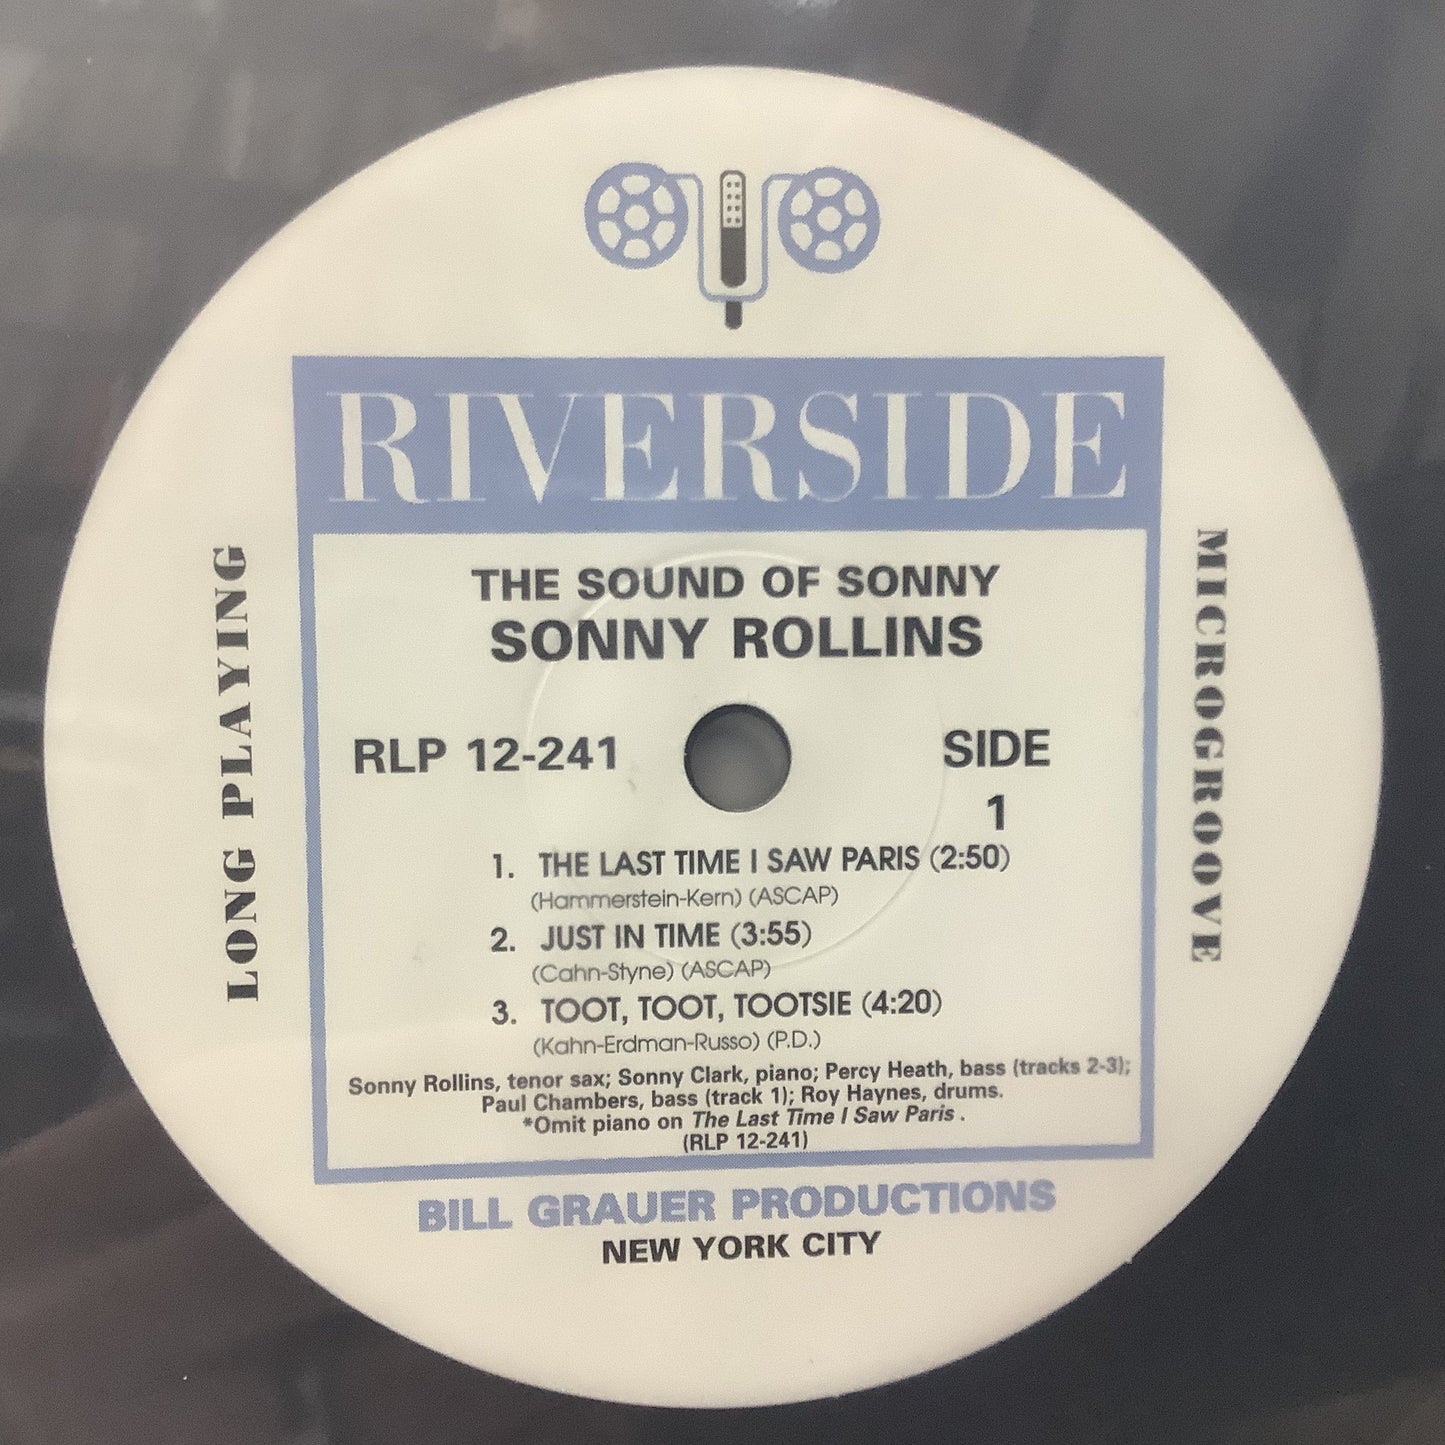 RIVERSIDE
THE SOUND OF SONNY
SONNY ROLLINS
LONG PLAYING
MICROGROOVE
RLP 12-241
SIDE
1
1. THE LAST TIME I SAW PARIS (2:50)
(Hammerstein-Kern) (ASCAP)
2. JUST IN TIME (3:55)
(Cahn-Styne) (ASCAP)
3. TOOT, TOOT, TOOTSIE (4:20)
(Kahn-Erdman-Russo) (P.D.)
Sonny Rollins, tenor sax; Sonny Clark, piano; Percy Heath, bass (tracks 2-3);
Paul Chambers, bass (track 1); Roy Haynes, drums.
*Omit piano on The Last Time I Saw Paris .
(RLP 12-241)
BILL GRAUER PRODUCTIONS
NEW YORK CITY